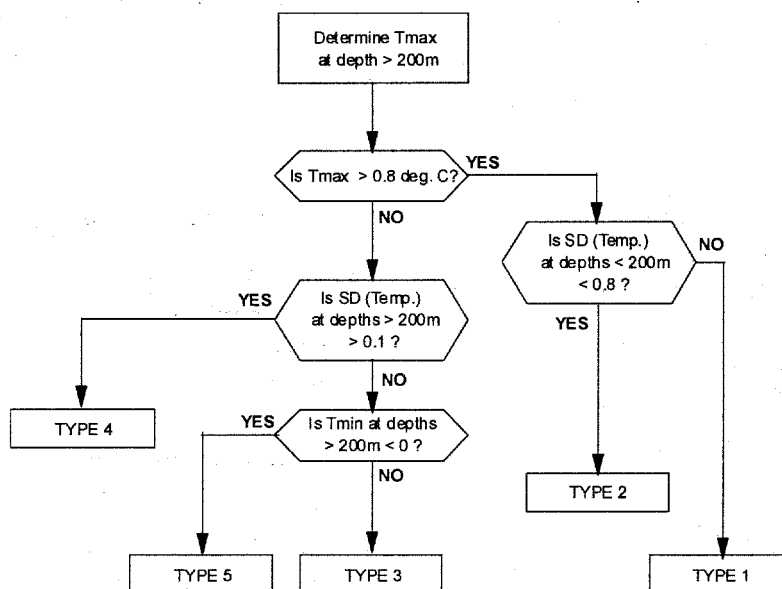 Determine Tmax
at depth > 200m
Is Tmax > 0.8 deg. C?
YES
NO
Is SD (Temp.)
at depths < 200m
< 0.8 ?
NO
YES
Is SD (Temp.)
at depths > 200m
> 0.1 ?
YES
NO
TYPE 4
Is Tmin at depths
> 200m < 0 ?
YES
NO
TYPE 2
TYPE 5
TYPE 3
TYPE 1